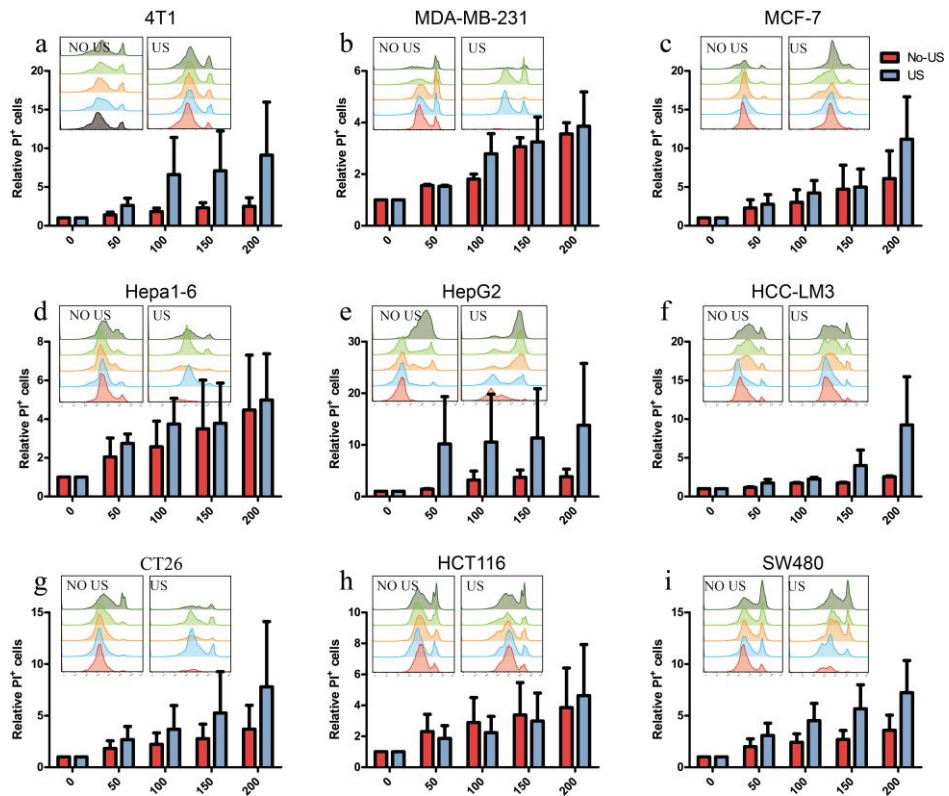 4T1
MDA-MB-231
MCF-7
a
NO US
US
20
15
10
5
0
Relative PI+ cells
0
50
100
150
200
b
NO US
US
6
4
2
0
Relative PI+ cells
0
50
100
150
200
c
NO US
US
No-US
US
20
15
10
5
0
Relative PI+ cells
0
50
100
150
200
Hepa1-6
HepG2
HCC-LM3
d
NO US
US
8
6
4
2
0
Relative PI+ cells
0
50
100
150
200
e
NO US
US
30
20
10
0
Relative PI+ cells
0
50
100
150
200
f
NO US
US
20
15
10
5
0
Relative PI+ cells
0
50
100
150
200
CT26
HCT116
SW480
g
NO US
US
15
10
5
0
Relative PI+ cells
0
50
100
150
200
h
NO US
US
10
8
6
4
2
0
Relative PI+ cells
0
50
100
150
200
i
NO US
US
15
10
5
0
Relative PI+ cells
0
50
100
150
200